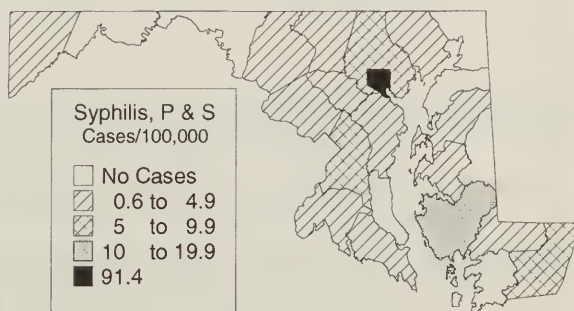 Syphilis, P & S
Cases/100,000
No Cases
0.6 to 4.9
5 to 9.9
10 to 19.9
91.4